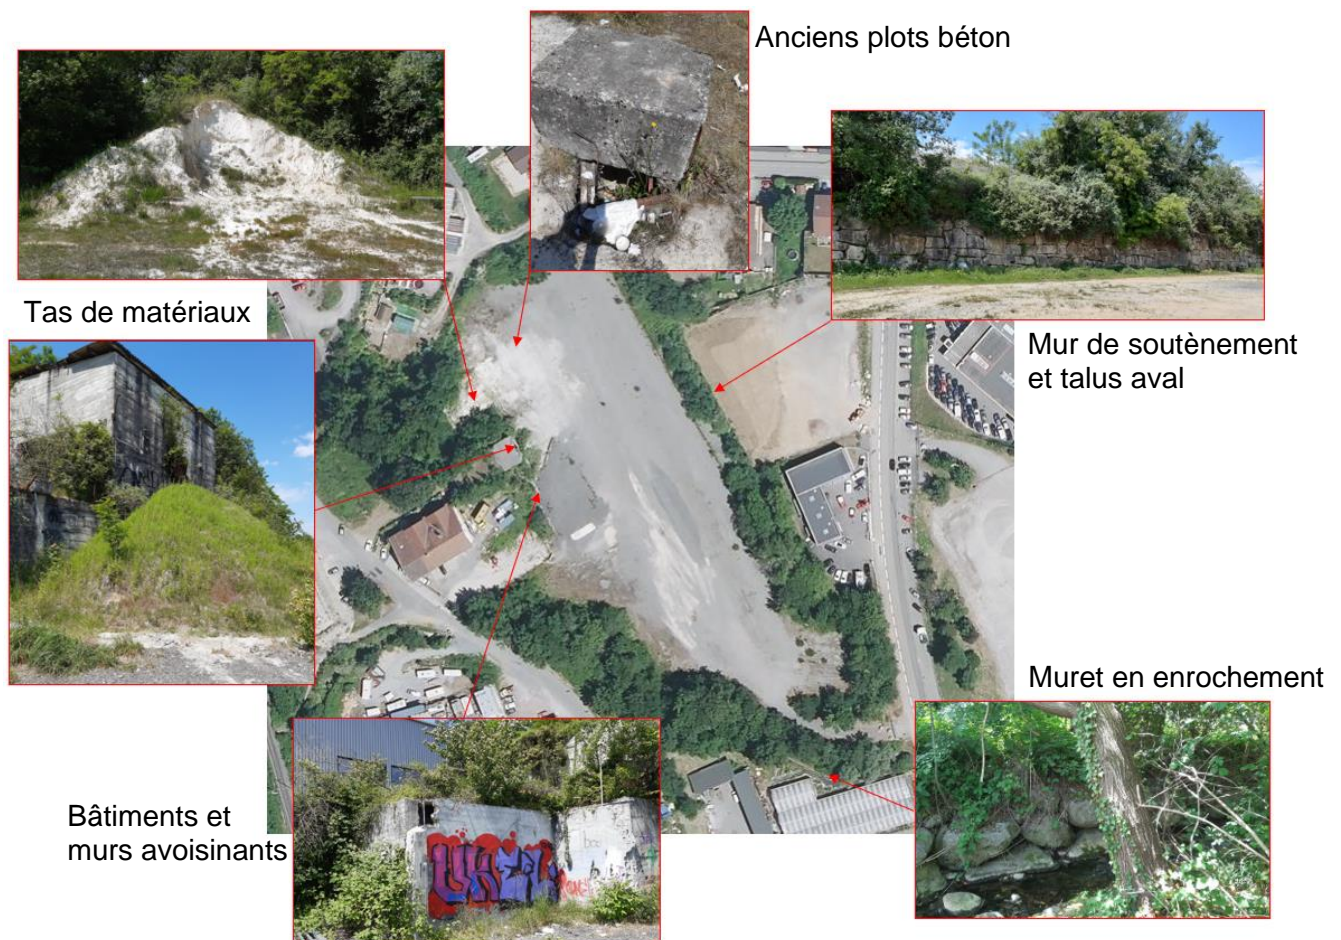 Anciens plots béton
Tas de matériaux
Mur de soutènement
et talus aval
Muret en enrochement
Bâtiments et
murs avoisinants